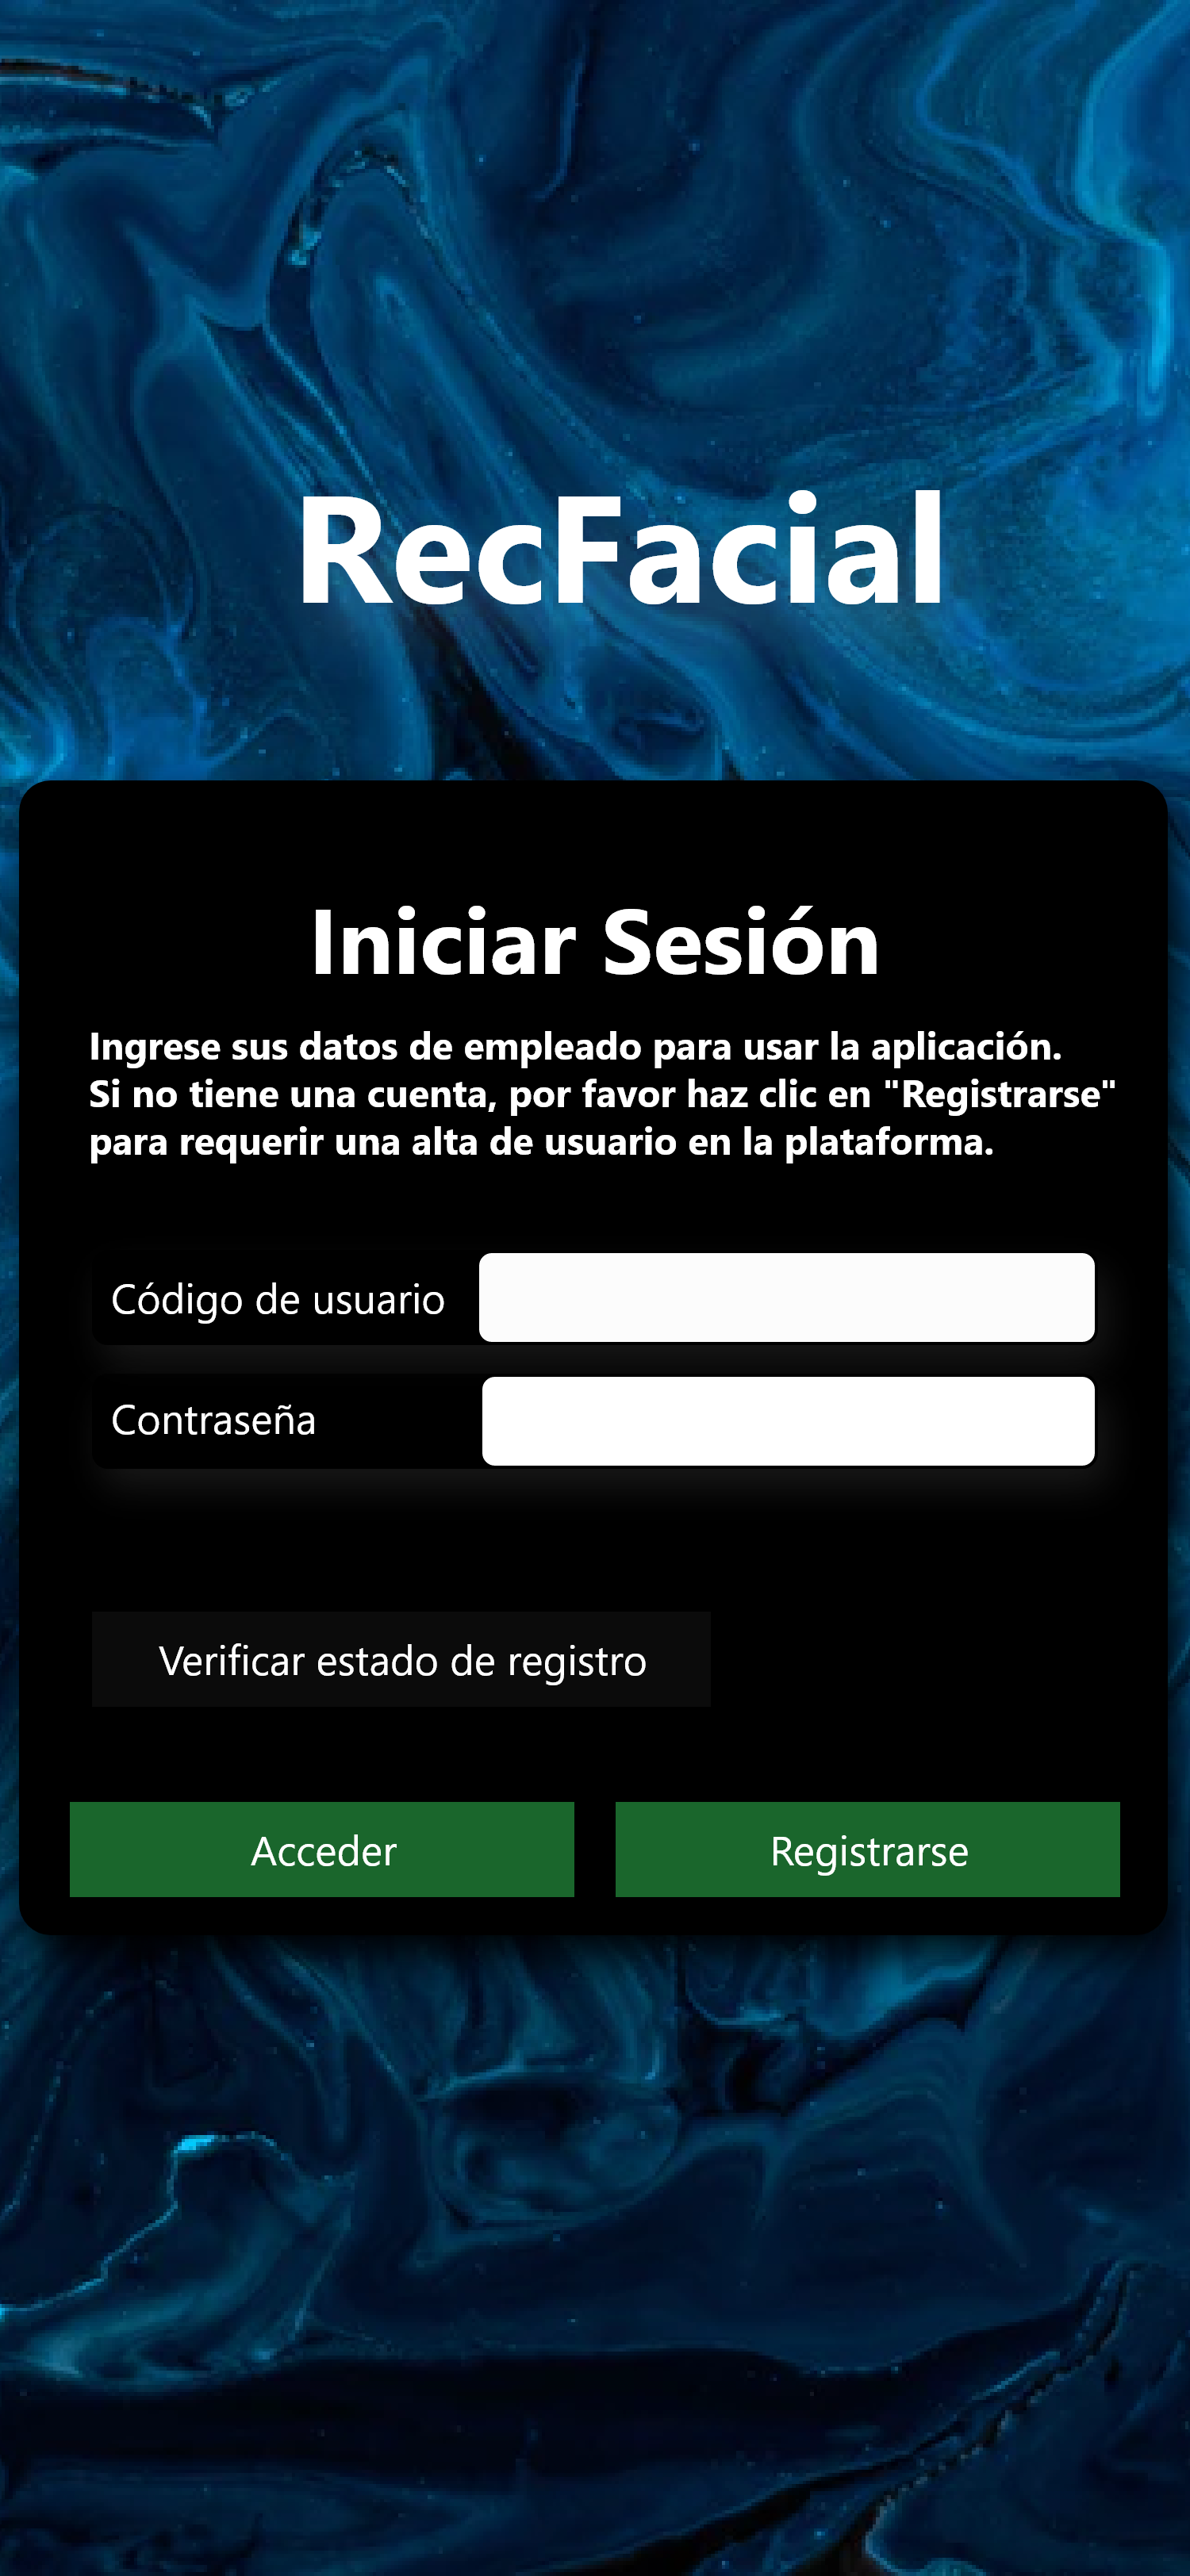 RecFacial
Iniciar Sesión
Ingrese sus datos de empleado para usar la aplicación.
Si no tiene una cuenta, por favor haz clic en "Registrarse"
para requerir una alta de usuario en la plataforma.
Código de usuario
Contraseña
Verificar estado de registro
Acceder
Registrarse